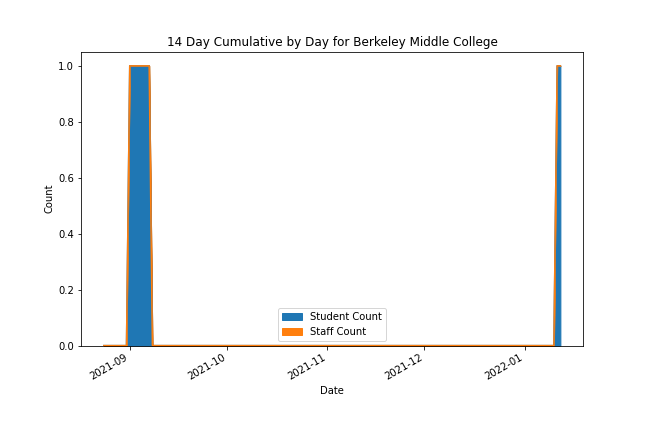 14 Day Cumulative by Day for Berkeley Middle College
Count
1.0
0.8
0.6
0.4
0.2
0.0
Student Count
Staff Count
2021-09
2021-10
2021-11
2021-12
2022-01
Date